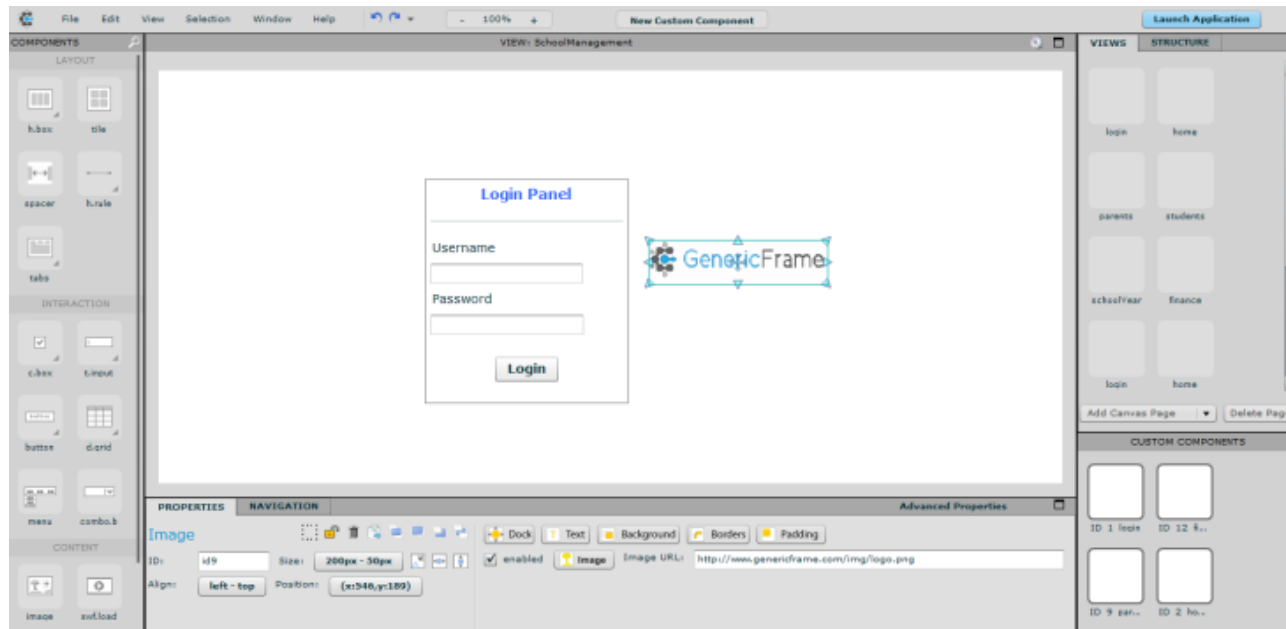 File Edit View Selection Window Help - 100% + New Custom Component Launch Application
COMPONENTS
LAYOUT
h.box tile
spacer h.rule
tabs
INTERACTION
c.box t.input
button d.grid
menu combo.b
CONTENT
image swf.load
VIEW: SchoolManagement
Login Panel
Username
Password
Login
GenericFrame
PROPERTIES NAVIGATION Advanced Properties
Image Dock Text Background Borders Padding
ID: id9 Size: 200px - 50px enabled Image Image URL: http://www.genericframe.com/img/logo.png
Align: left - top Position: (x:546,y:189)
VIEWS STRUCTURE
login home
parents students
schoolYear finance
login home
Add Canvas Page Delete Pag
CUSTOM COMPONENTS
ID 1 login ID 12 f...
ID 9 par... ID 2 ho...